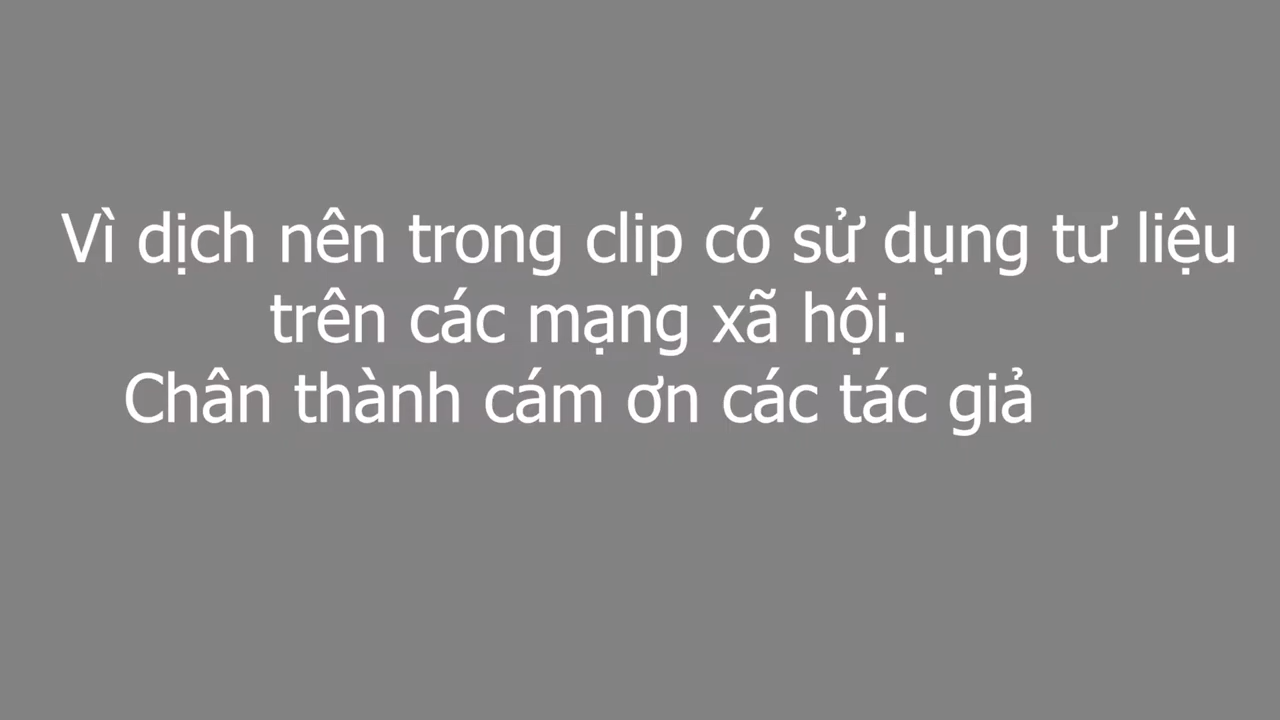 Vì dịch nên trong clip có sử dụng tư liệu
trên các mạng xã hội.
Chân thành cám ơn các tác giả